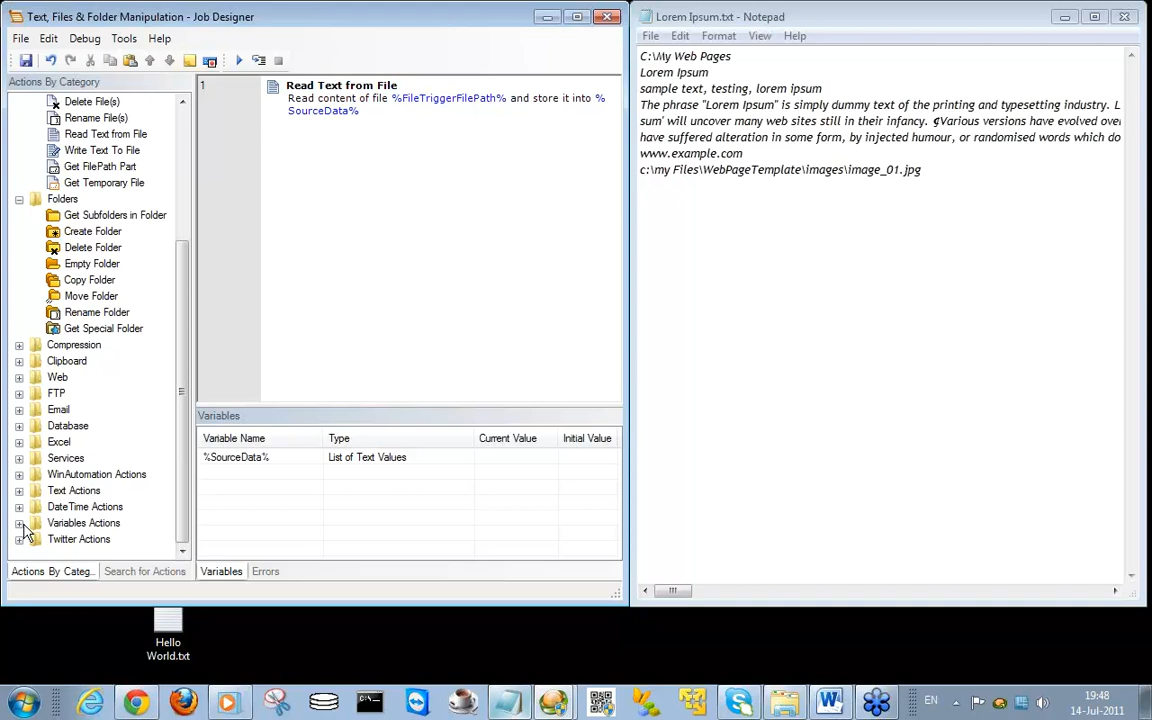 Text, Files & Folder Manipulation - Job Designer
File Edit Debug Tools Help
Actions By Category
Delete File(s)
Rename File(s)
Read Text from File
Write Text To File
Get FilePath Part
Get Temporary File
Folders
Get Subfolders in Folder
Create Folder
Delete Folder
Empty Folder
Copy Folder
Move Folder
Rename Folder
Get Special Folder
Compression
Clipboard
Web
FTP
Email
Database
Excel
Services
WinAutomation Actions
Text Actions
DateTime Actions
Variables Actions
Twitter Actions
Actions By Categ... Search for Actions
1
Read Text from File
Read content of file %FileTriggerFilePath% and store it into %
SourceData%
Variables
Variable Name Type Current Value Initial Value
%SourceData% List of Text Values
Variables Errors
Lorem Ipsum.txt - Notepad
File Edit Format View Help
C:\My Web Pages
Lorem Ipsum
sample text, testing, lorem ipsum
The phrase "Lorem Ipsum" is simply dummy text of the printing and typesetting industry. L
sum' will uncover many web sites still in their infancy. ɠVarious versions have evolved over
have suffered alteration in some form, by injected humour, or randomised words which do
www.example.com
c:\my Files\WebPageTemplate\images\image_01.jpg
Hello
World.txt
EN
19:48
14-Jul-2011